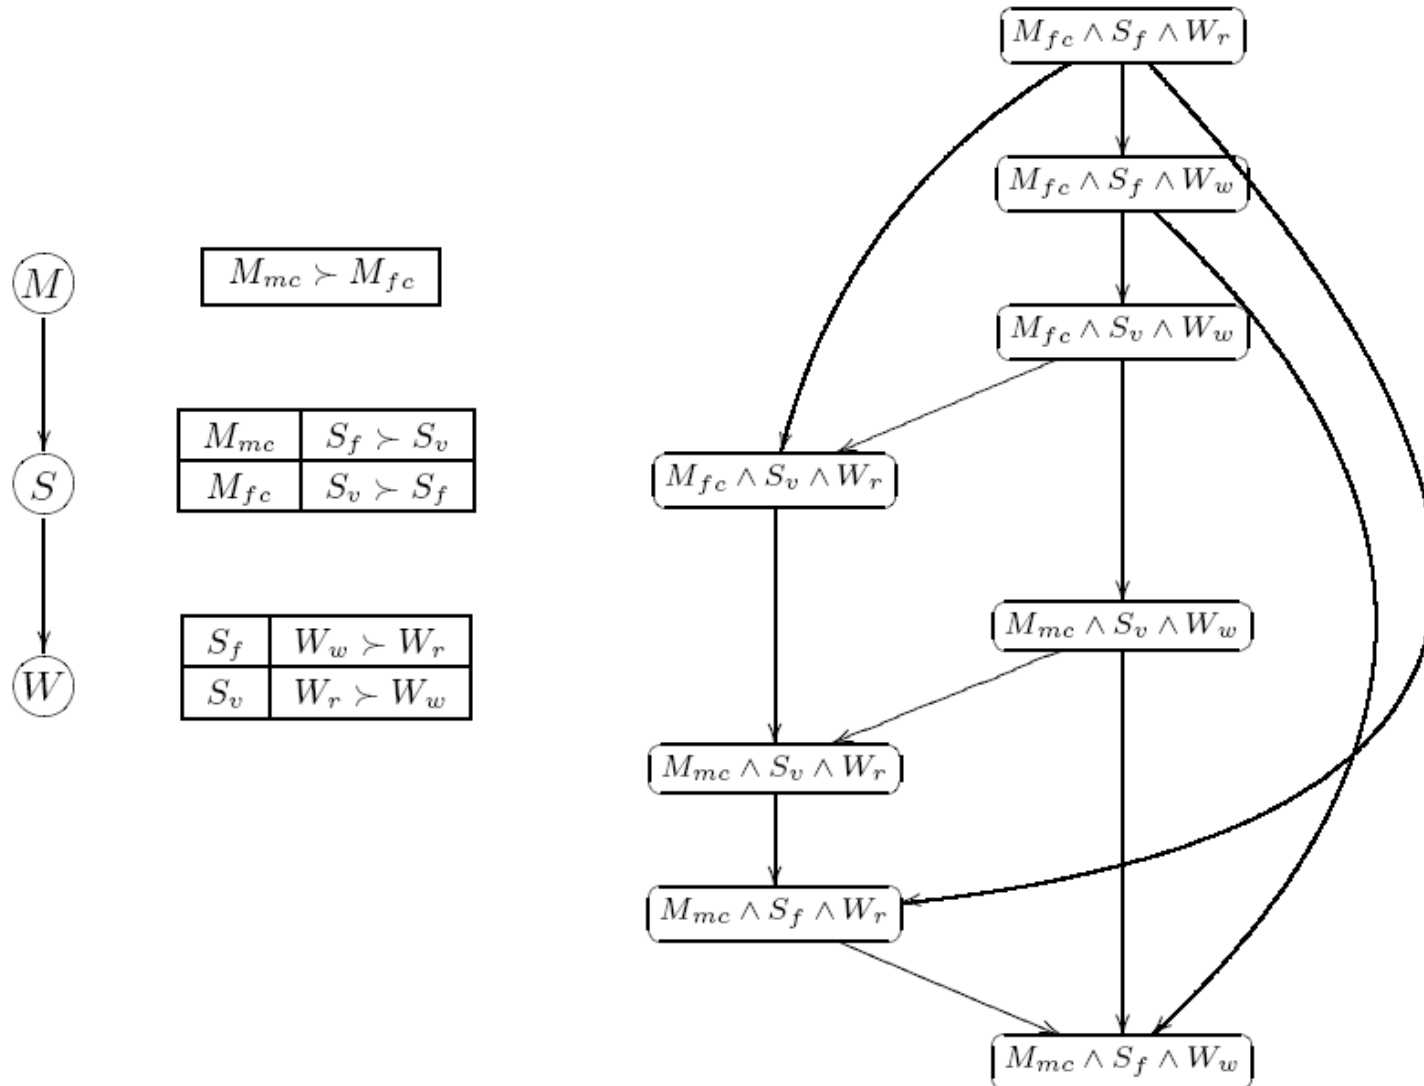 M
M_{mc} ≻ M_{fc}
S
M_{mc} S_f ≻ S_v
M_{fc} S_v ≻ S_f
W
S_f W_w ≻ W_r
S_v W_r ≻ W_w
M_{fc} ∧ S_f ∧ W_r
M_{fc} ∧ S_f ∧ W_w
M_{fc} ∧ S_v ∧ W_w
M_{fc} ∧ S_v ∧ W_r
M_{mc} ∧ S_v ∧ W_w
M_{mc} ∧ S_v ∧ W_r
M_{mc} ∧ S_f ∧ W_r
M_{mc} ∧ S_f ∧ W_w